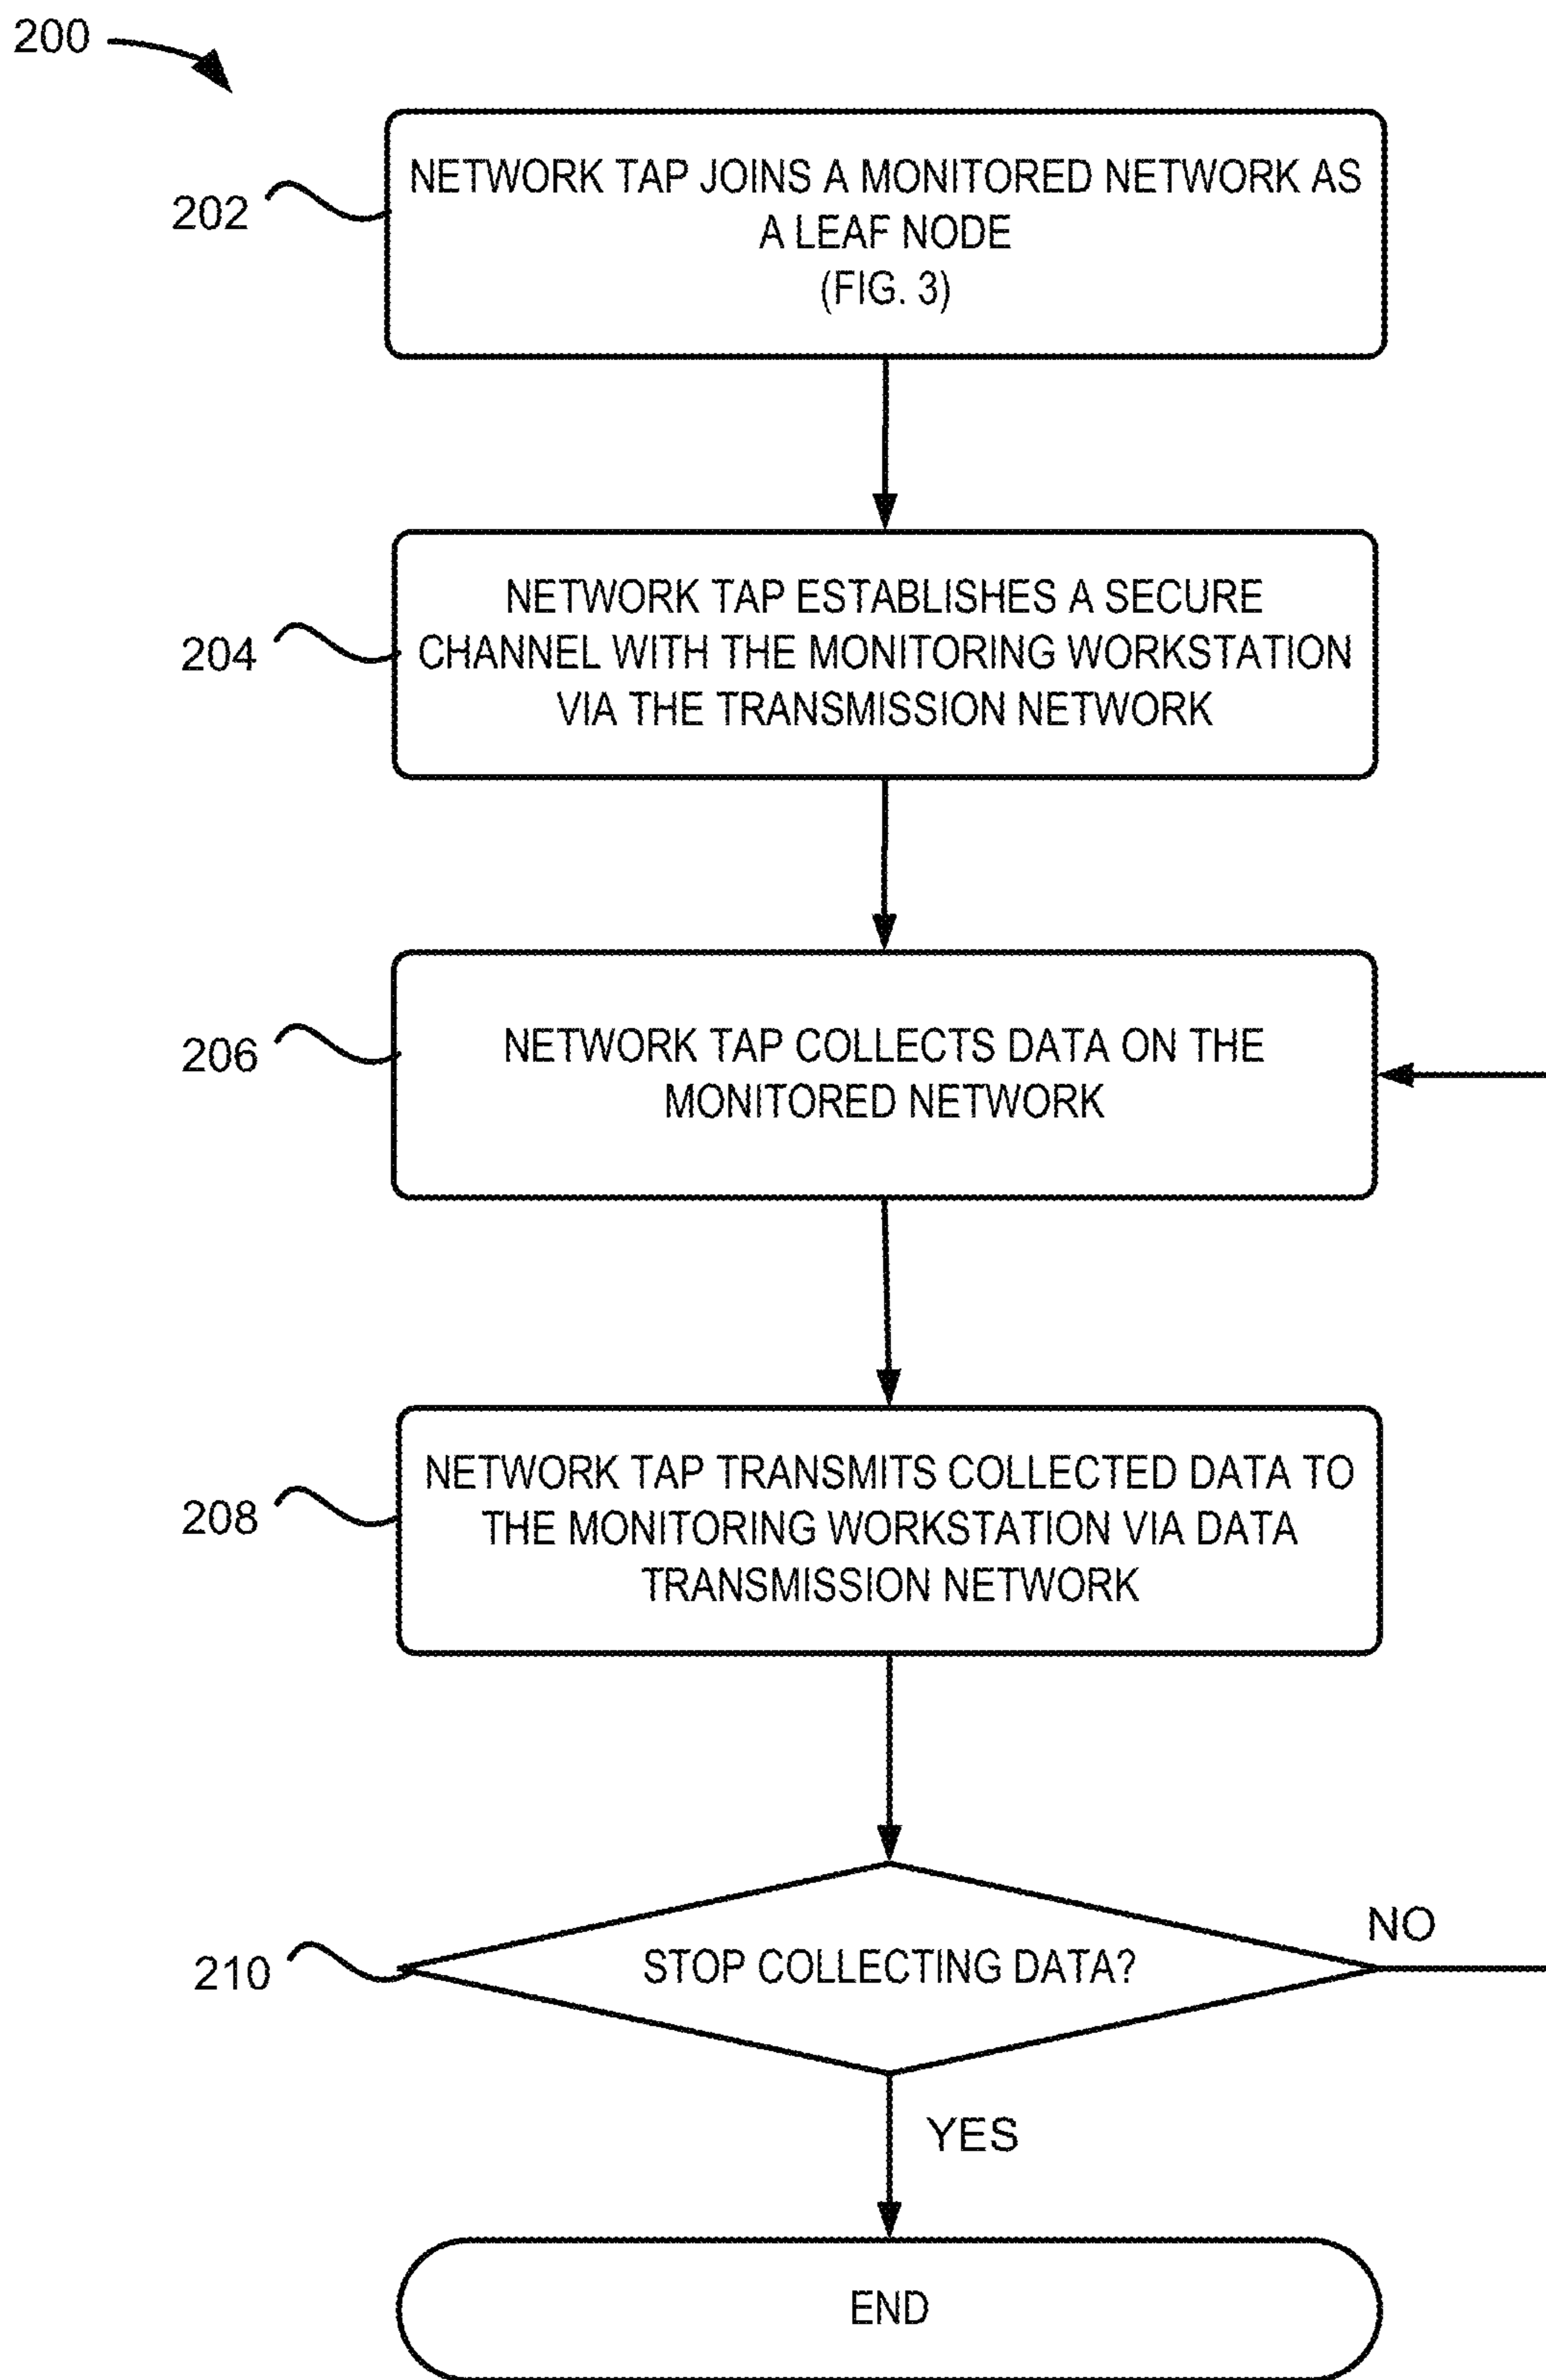 200
202
NETWORK TAP JOINS A MONITORED NETWORK AS
A LEAF NODE
(FIG. 3)
204
NETWORK TAP ESTABLISHES A SECURE
CHANNEL WITH THE MONITORING WORKSTATION
VIA THE TRANSMISSION NETWORK
206
NETWORK TAP COLLECTS DATA ON THE
MONITORED NETWORK
208
NETWORK TAP TRANSMITS COLLECTED DATA TO
THE MONITORING WORKSTATION VIA DATA
TRANSMISSION NETWORK
210
STOP COLLECTING DATA?
NO
YES
END